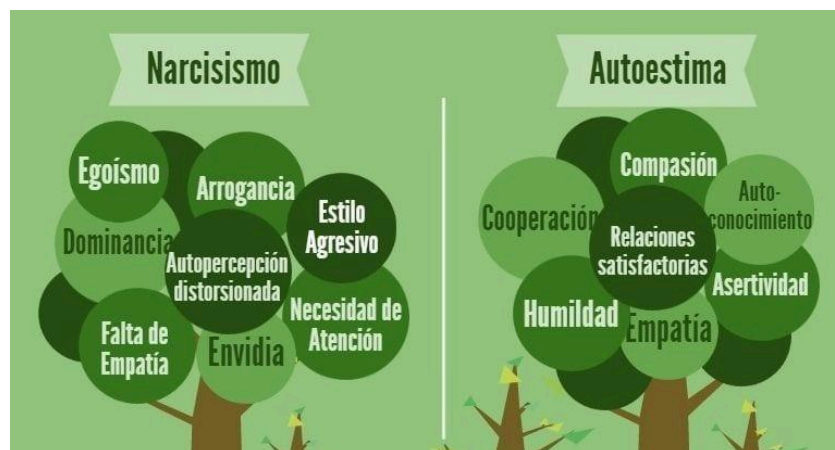 Narcisismo
Egoísmo
Arrogancia
Estilo
Agresivo
Dominancia
Autopercepción
distorsionada
Necesidad de
Atención
Falta de
Empatía
Envidia
Autoestima
Compasión
Auto-
conocimiento
Cooperación
Relaciones
satisfactorias
Asertividad
Humildad
Empatía